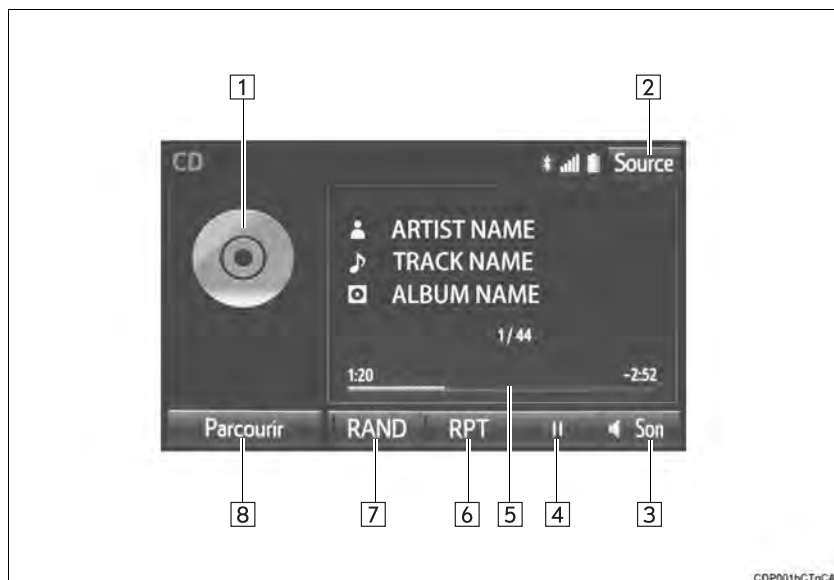 1
2
CD
Source
ARTIST NAME
TRACK NAME
ALBUM NAME
1/44
1:20
-2:52
Parcourir
RAND
RPT
Son
8
7
6
5
4
3